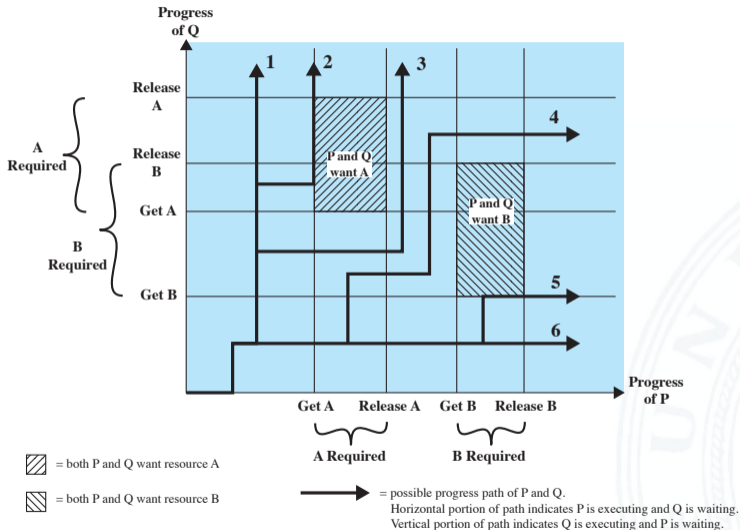 Progress
of Q
1
2
3
Release
A
4
A
Required
Release
B
P and Q
want A
P and Q
want B
Get A
B
Required
Get B
5
6
Progress
of P
Get A
Release A
Get B
Release B
A Required
B Required
= both P and Q want resource A
= both P and Q want resource B
= possible progress path of P and Q.
Horizontal portion of path indicates P is executing and Q is waiting.
Vertical portion of path indicates Q is executing and P is waiting.
U N